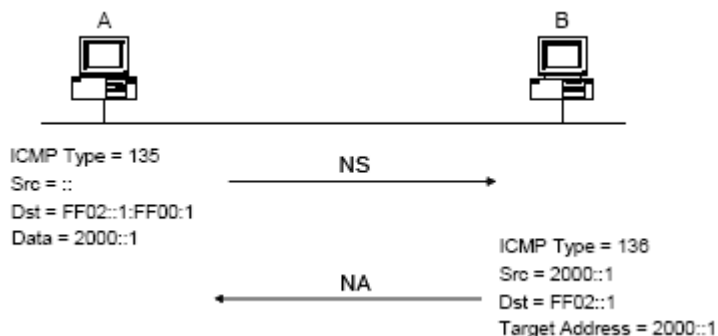 A
B
ICMP Type = 135
Src = ::
Dst = FF02::1:FF00:1
Data = 2000::1
NS
ICMP Type = 136
Src = 2000::1
Dst = FF02::1
Target Address = 2000::1
NA